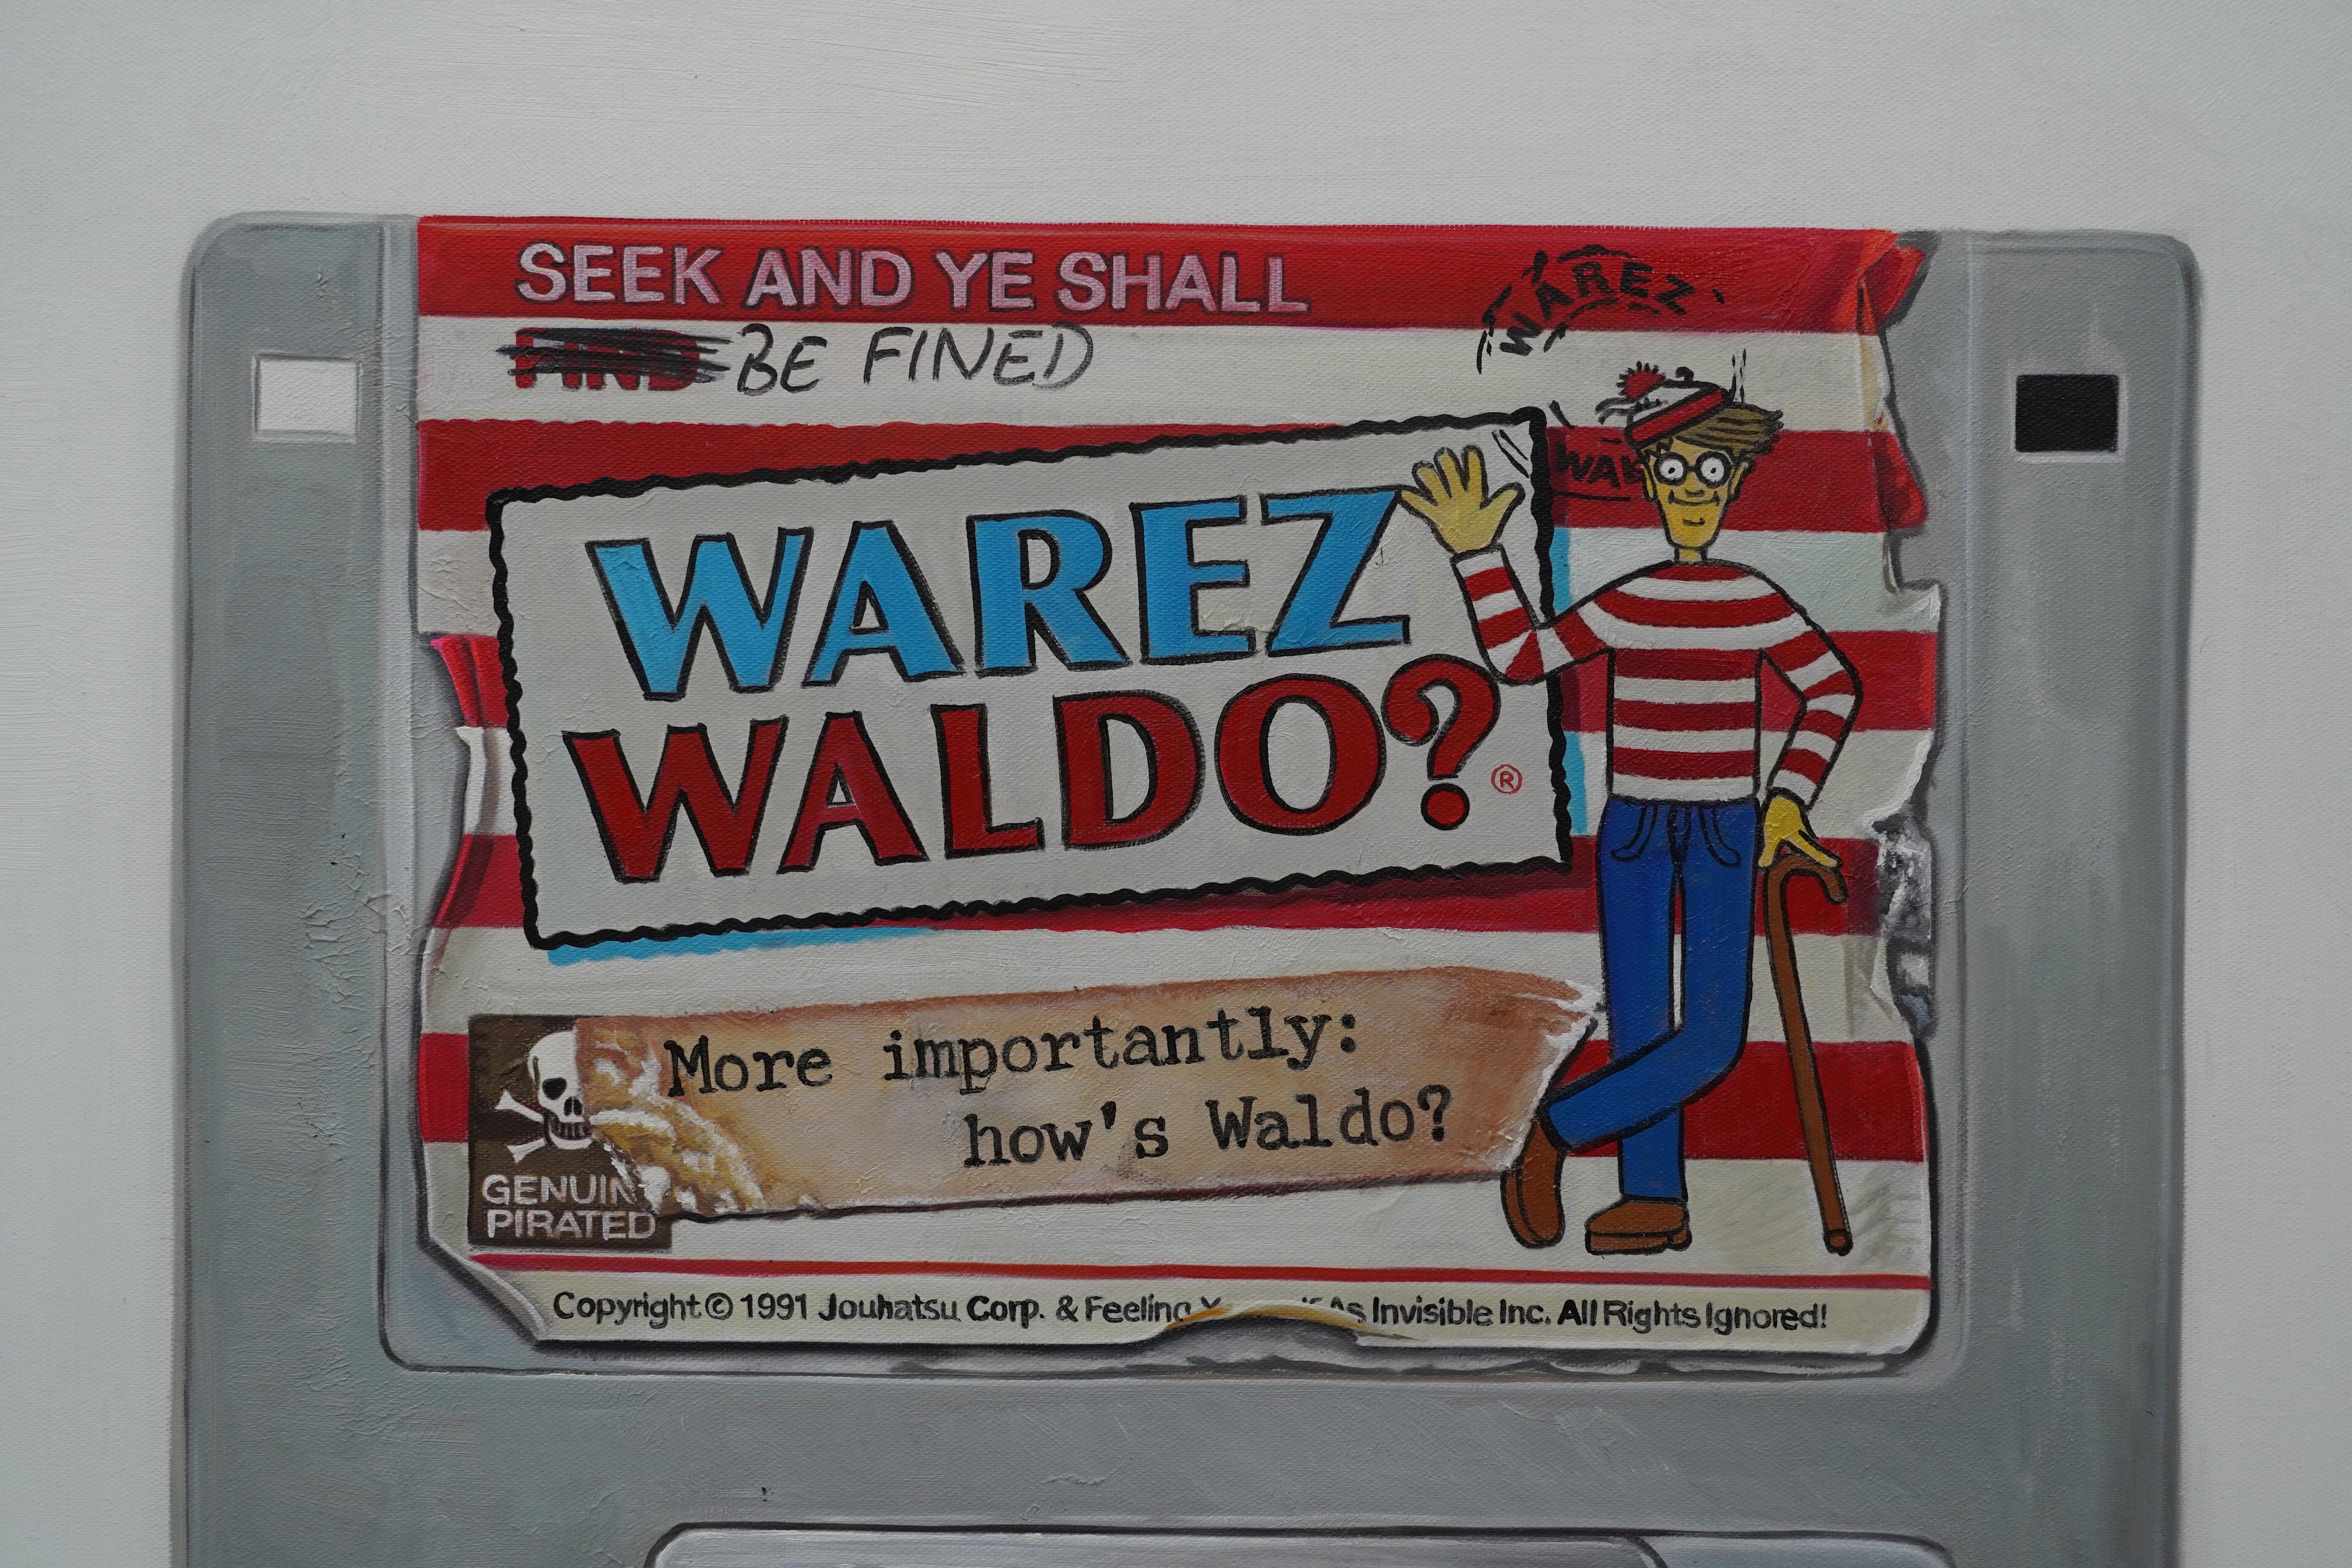 SEEK AND YE SHALL
FIND BE FINED
WAREZ
WAREZ
WALDO?®
More importantly:
how's Waldo?
GENUIN
PIRATED
Copyright © 1991 Jouhatsu Corp. & Feeling As Invisible Inc. All Rights Ignored!